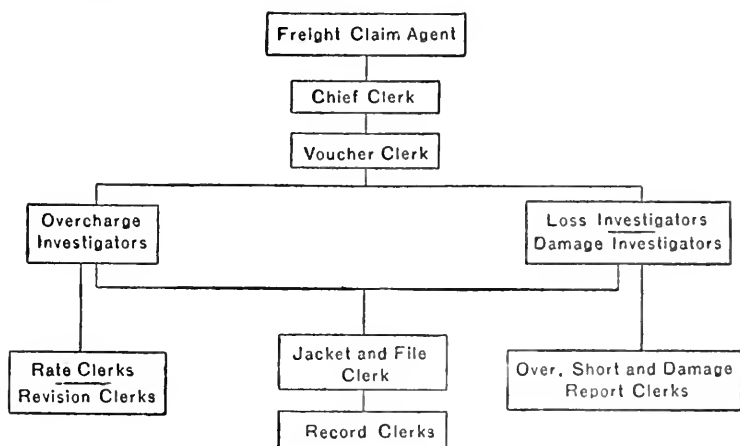 Freight Claim Agent
Chief Clerk
Voucher Clerk
Overcharge
Investigators
Loss Investigators
Damage Investigators
Rate Clerks
Revision Clerks
Jacket and File
Clerk
Over, Short and Damage
Report Clerks
Record Clerks